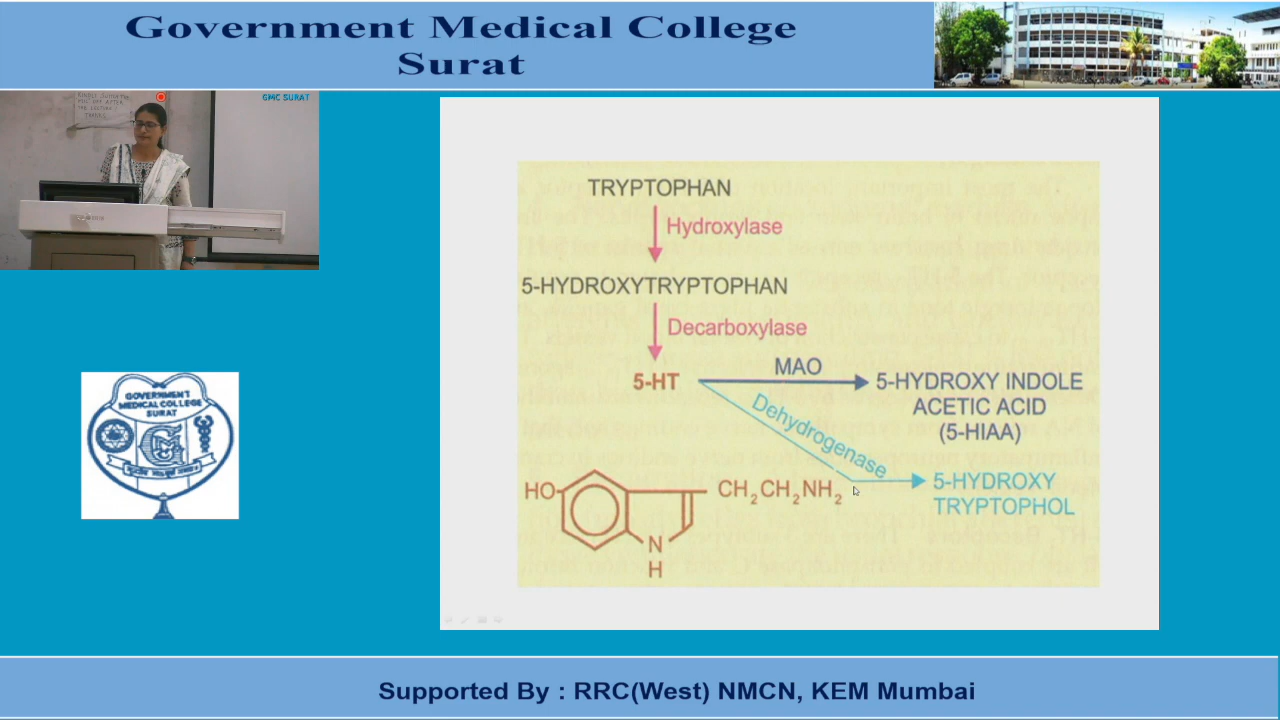 Government Medical College
Surat
GMC SURAT
TRYPTOPHAN
Hydroxylase
5-HYDROXYTRYPTOPHAN
Decarboxylase
5-HT
MAO
5-HYDROXY INDOLE
ACETIC ACID
(5-HIAA)
Dehydrogenase
5-HYDROXY
TRYPTOPHOL
HO
CH2CH2NH2
N
H
GOVERNMENT
MEDICAL COLLEGE
SURAT
Supported By : RRC(West) NMCN, KEM Mumbai